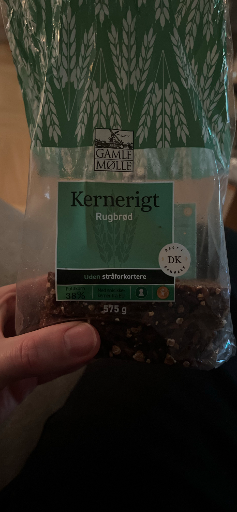 GAMLE
MØLLE
Kernerigt
Rugbrød
DK
Uden stråforkortere
575 g